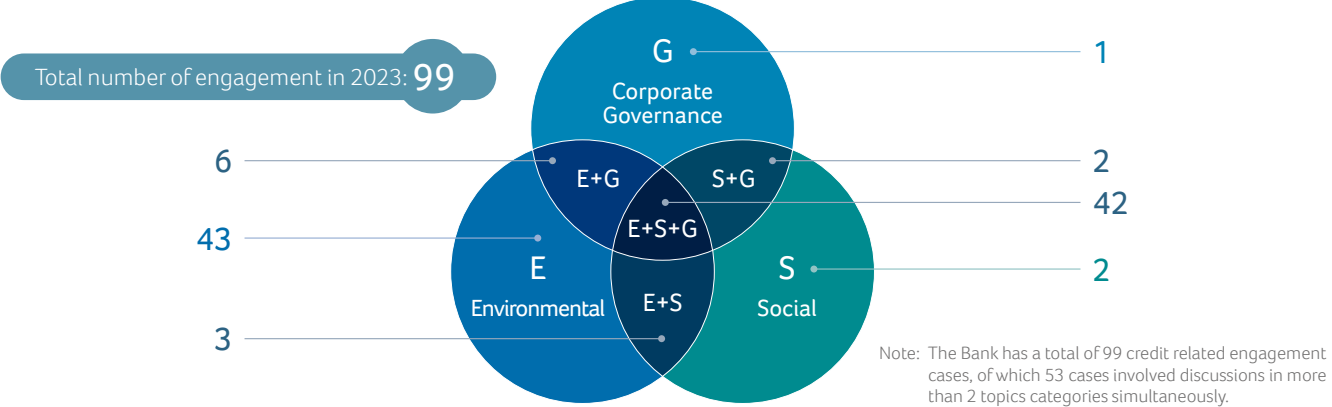 Total number of engagement in 2023: 99
G
Corporate
Governance
1
6
E+G
S+G
2
E+S+G
42
43
E
Environmental
S
Social
2
E+S
3
Note: The Bank has a total of 99 credit related engagement
cases, of which 53 cases involved discussions in more
than 2 topics categories simultaneously.